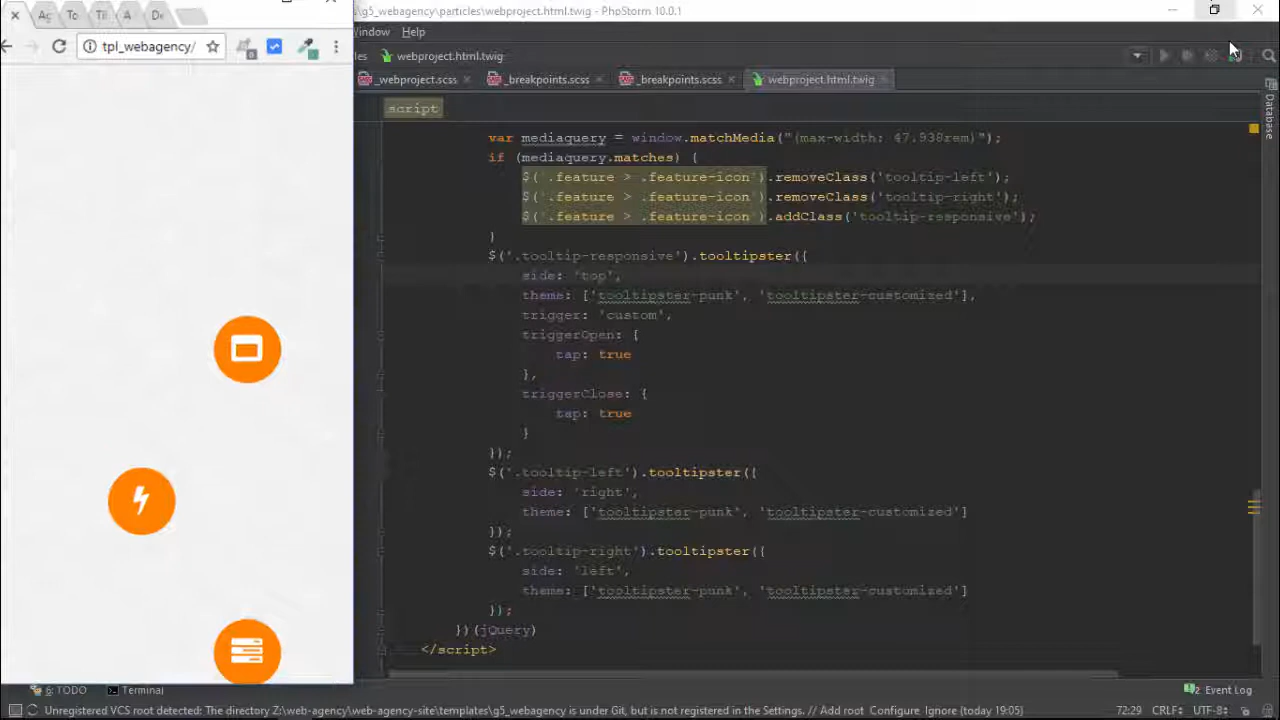 g5_webagency\particles\webproject.html.twig - PhpStorm 10.0.1
Window Help
Ac To Til A De
tpl_webagency/
webproject.html.twig
_webproject.scss _breakpoints.scss _breakpoints.scss webproject.html.twig
script
Database
var mediaquery = window.matchMedia("(max-width: 47.938rem)");
if (mediaquery.matches) {
$('.feature > .feature-icon').removeClass('tooltip-left');
$('.feature > .feature-icon').removeClass('tooltip-right');
$('.feature > .feature-icon').addClass('tooltip-responsive');
}
$('.tooltip-responsive').tooltipster({
side: 'top',
theme: ['tooltipster-punk', 'tooltipster-customized'],
trigger: 'custom',
triggerOpen: {
tap: true
},
triggerClose: {
tap: true
}
});
$('.tooltip-left').tooltipster({
side: 'right',
theme: ['tooltipster-punk', 'tooltipster-customized']
});
$('.tooltip-right').tooltipster({
side: 'left',
theme: ['tooltipster-punk', 'tooltipster-customized']
});
})(jQuery)
</script>
6: TODO Terminal 2 Event Log
Unregistered VCS root detected: The directory Z:\web-agency\web-agency-site\templates\g5_webagency is under Git, but is not registered in the Settings. // Add root Configure Ignore (today 19:05) 72:29 CRLF÷ UTF-8÷